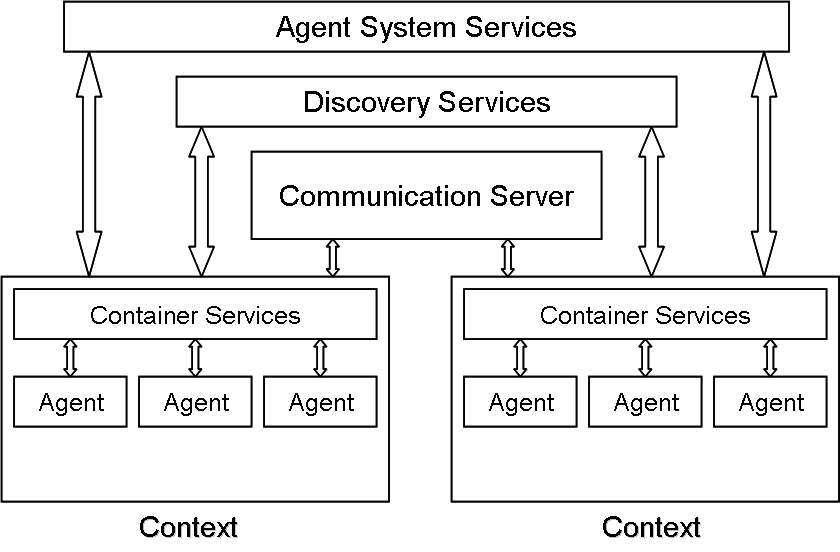 Agent System Services
Discovery Services
Communication Server
Container Services
Container Services
Agent
Agent
Agent
Agent
Agent
Agent
Context
Context